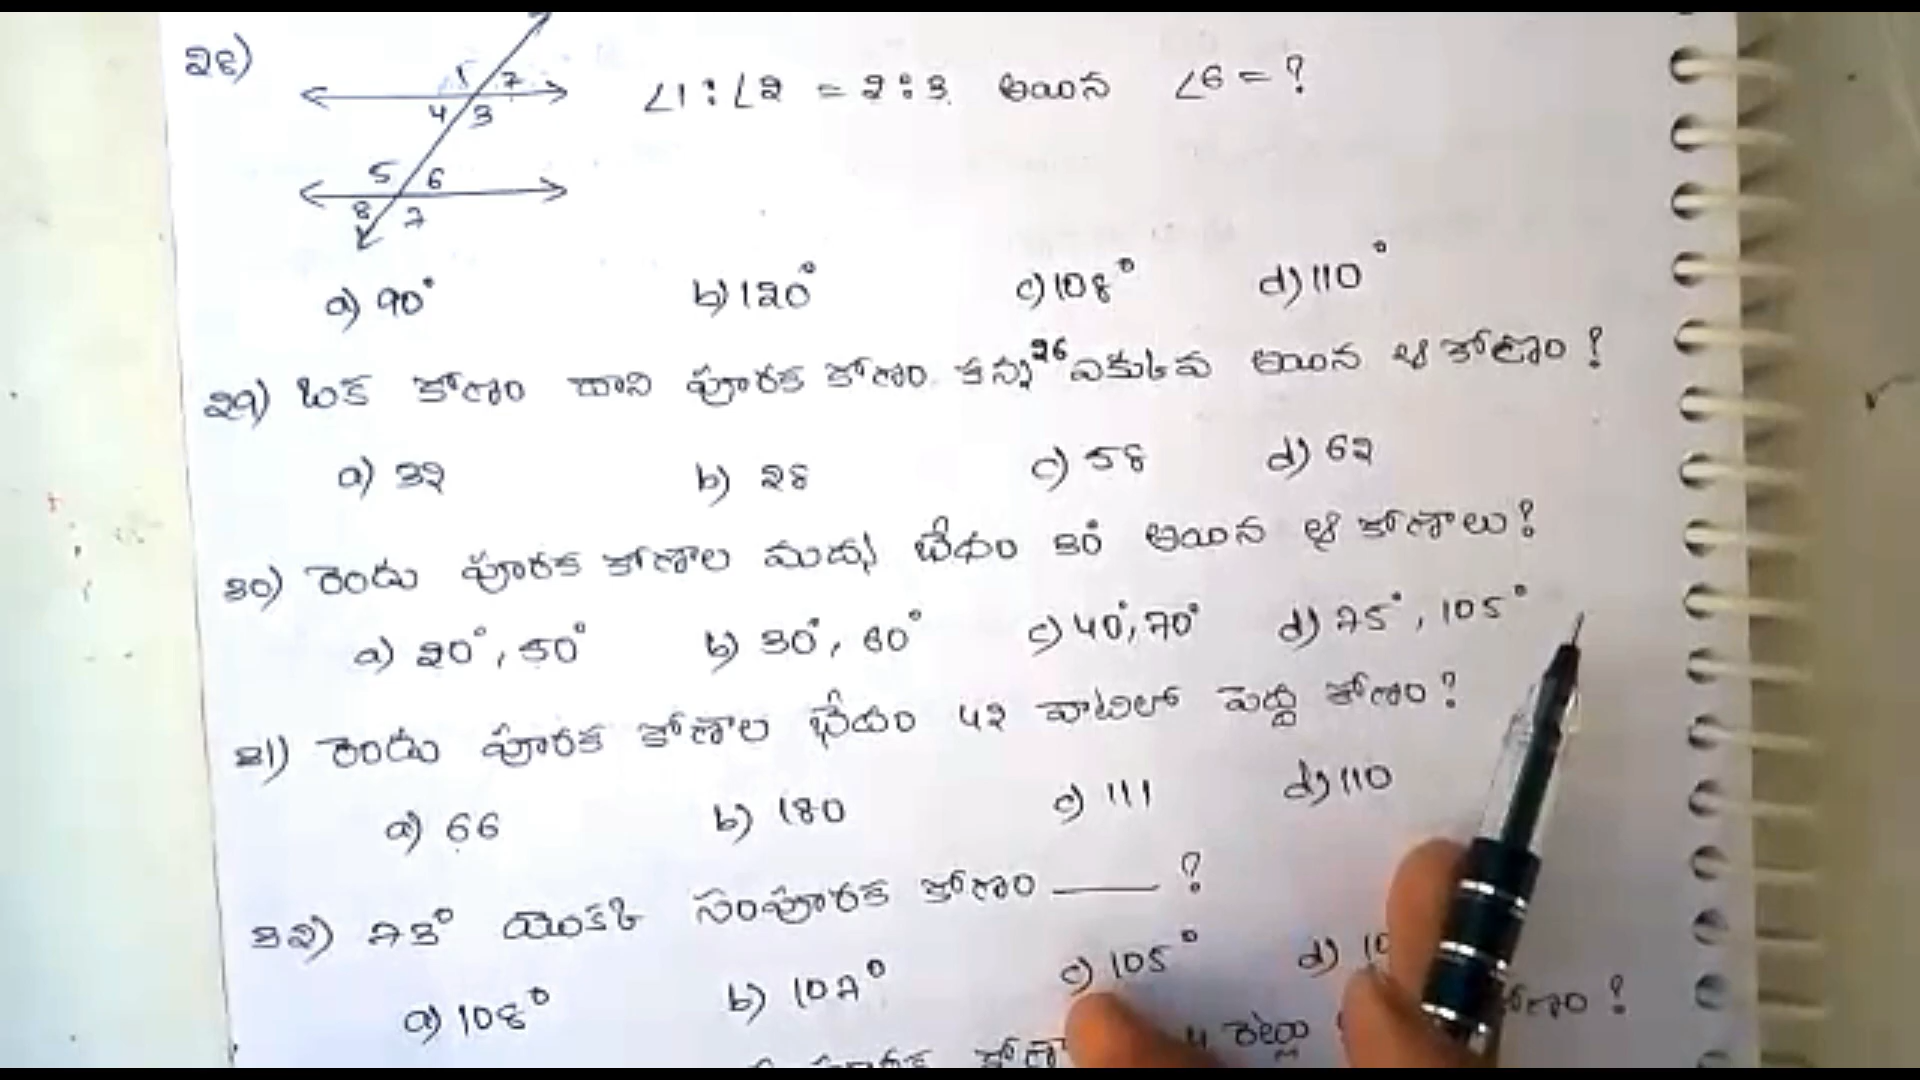 28)
1 2
4 3
5 6
8 7
∠1 : ∠2 = 2 : 3 అయిన ∠6 = ?
a) 90° b) 120° c) 108° d) 110°
29) ఒక కోణం దాని పూరక కోణం కన్న 26 ఎక్కువ అయిన ఆ కోణం ?
a) 32 b) 28 c) 58 d) 62
30) రెండు పూరక కోణాల మధ్య భేదం 30 అయిన ఆ కోణాలు ?
a) 20°, 50° b) 30°, 60° c) 40°, 70° d) 75°, 105°
31) రెండు పూరక కోణాల భేదం 42 వాటిలో పెద్ద కోణం ?
a) 66 b) 180 c) 111 d) 110
32) 73° యొక్క సంపూరక కోణం ?
a) 108° b) 107° c) 105° d) 10
4 రెట్లు కోణం ?